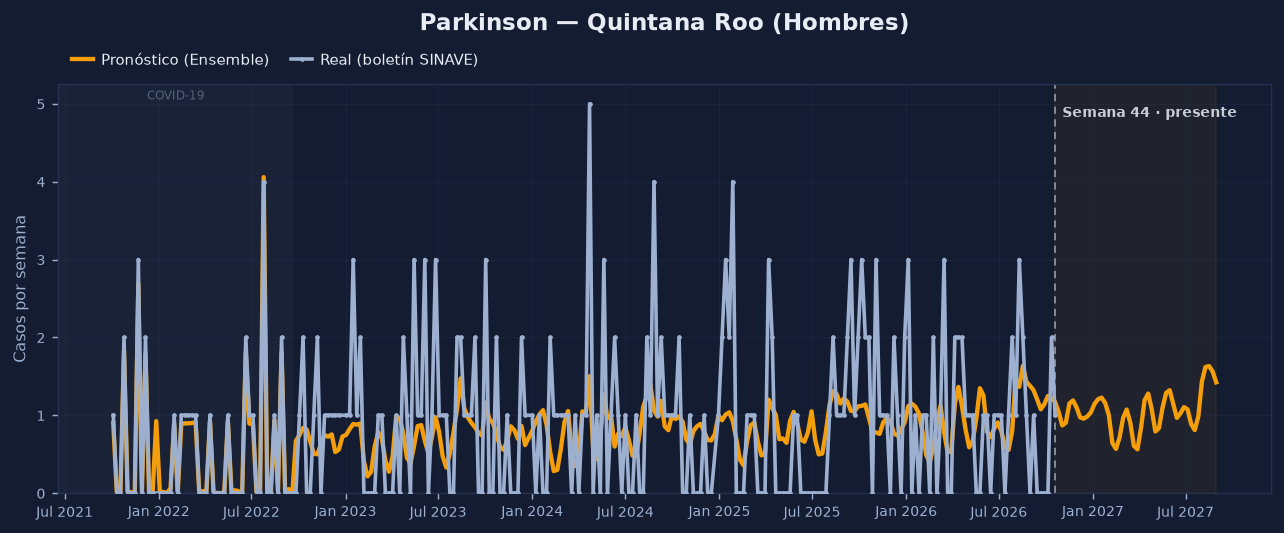 Parkinson — Quintana Roo (Hombres)
Pronóstico (Ensemble)
Real (boletín SINAVE)
COVID-19
Semana 44 · presente
Casos por semana
5
4
3
2
1
0
Jul 2021
Jan 2022
Jul 2022
Jan 2023
Jul 2023
Jan 2024
Jul 2024
Jan 2025
Jul 2025
Jan 2026
Jul 2026
Jan 2027
Jul 2027